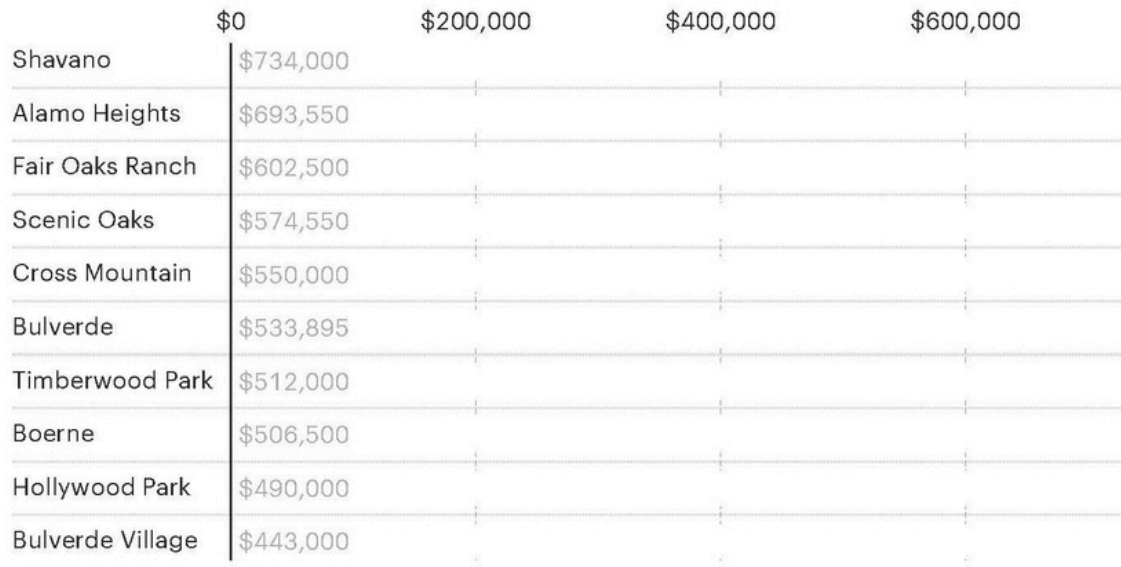 $0 $200,000 $400,000 $600,000
Shavano $734,000
Alamo Heights $693,550
Fair Oaks Ranch $602,500
Scenic Oaks $574,550
Cross Mountain $550,000
Bulverde $533,895
Timberwood Park $512,000
Boerne $506,500
Hollywood Park $490,000
Bulverde Village $443,000